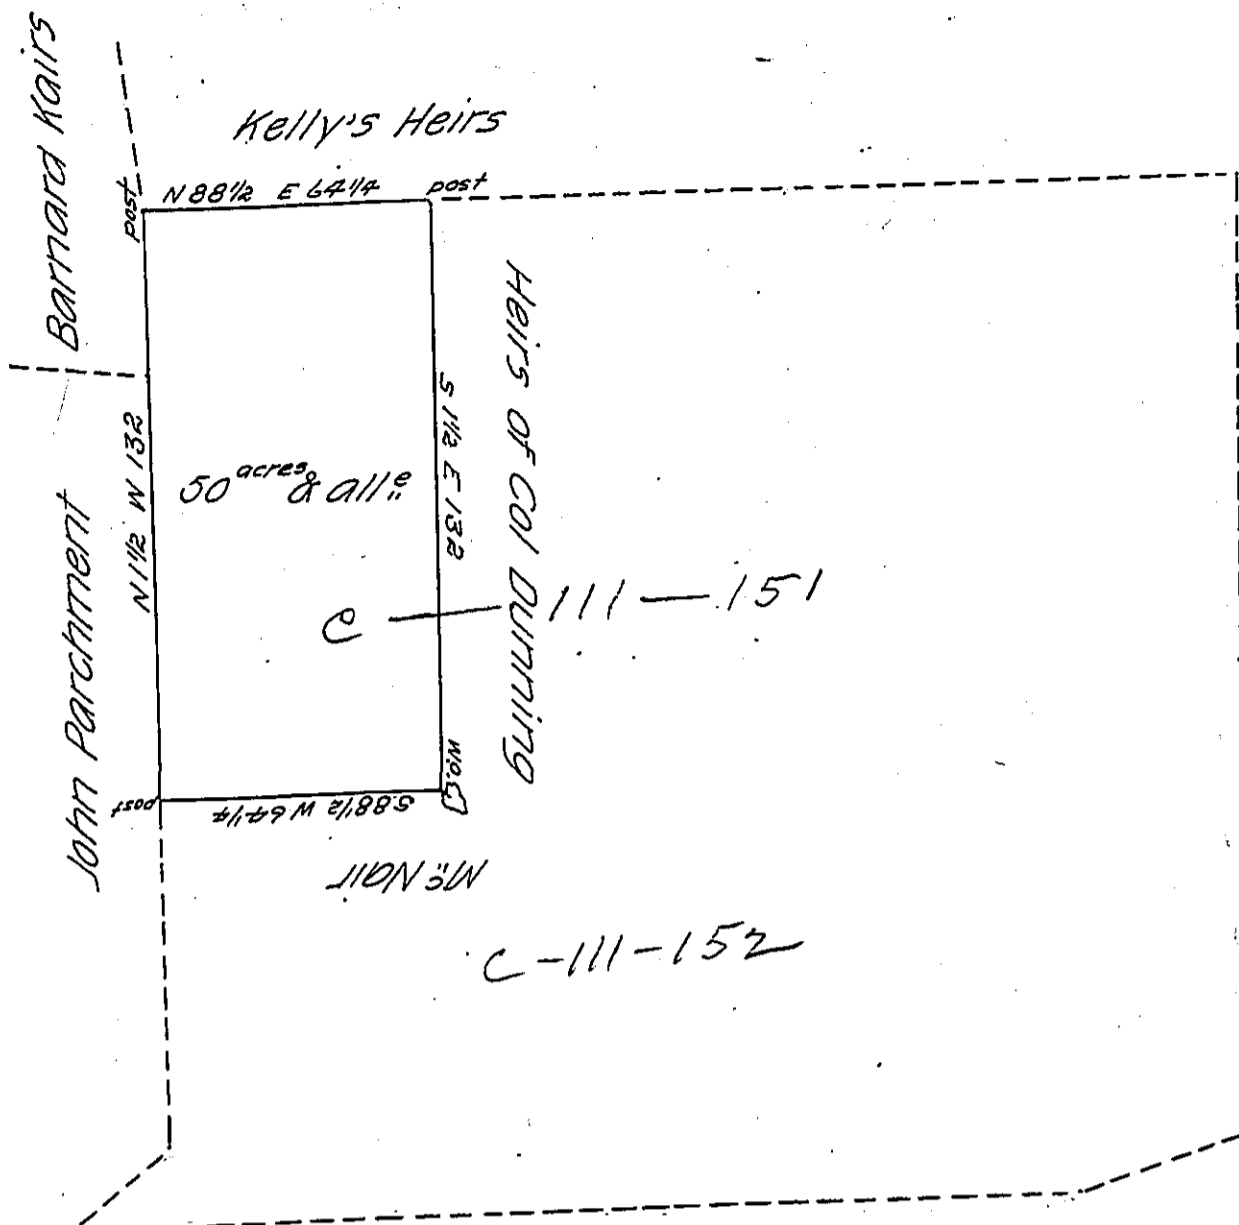 Barnard Kairs
Kelly's Heirs
post
N 88 1/2 E 64 1/4
post
Heirs of Col Dunning
S 1 1/2 E 132
N 1 1/2 W 132
50 acres & alle
C — 111 — 151
John Parchment
W.O.
post
S 88 1/2 W 64 1/4
Mc Nair
C - 111 - 152